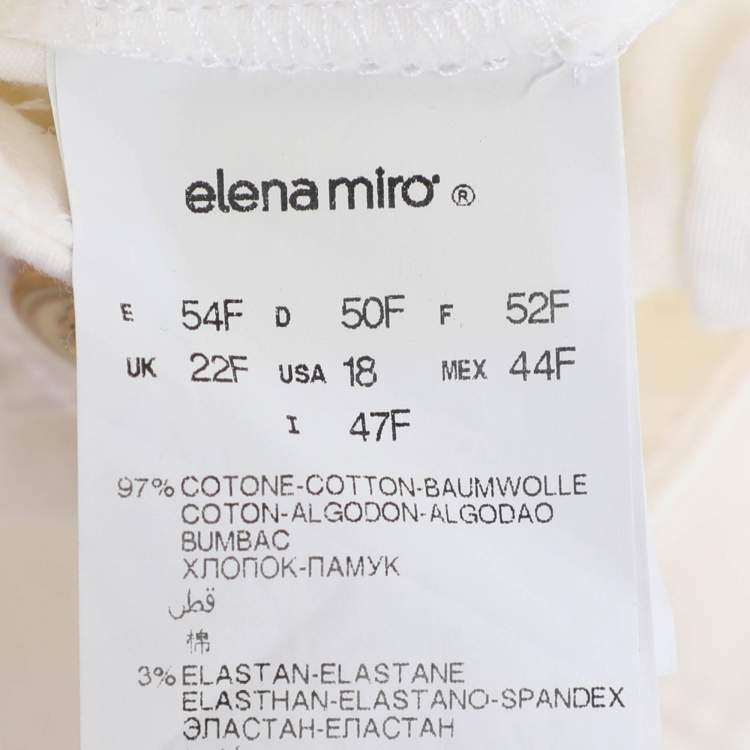 elena mirò ®
E 54F D 50F F 52F
UK 22F USA 18 MEX 44F
I 47F
97% COTONE-COTTON-BAUMWOLLE
COTON-ALGODON-ALGODAO
BUMBAC
ХЛОПОК-ПАМУК
قطن
棉
3% ELASTAN-ELASTANE
ELASTHAN-ELASTANO-SPANDEX
ЭЛАСТАН-ЕЛАСТАН